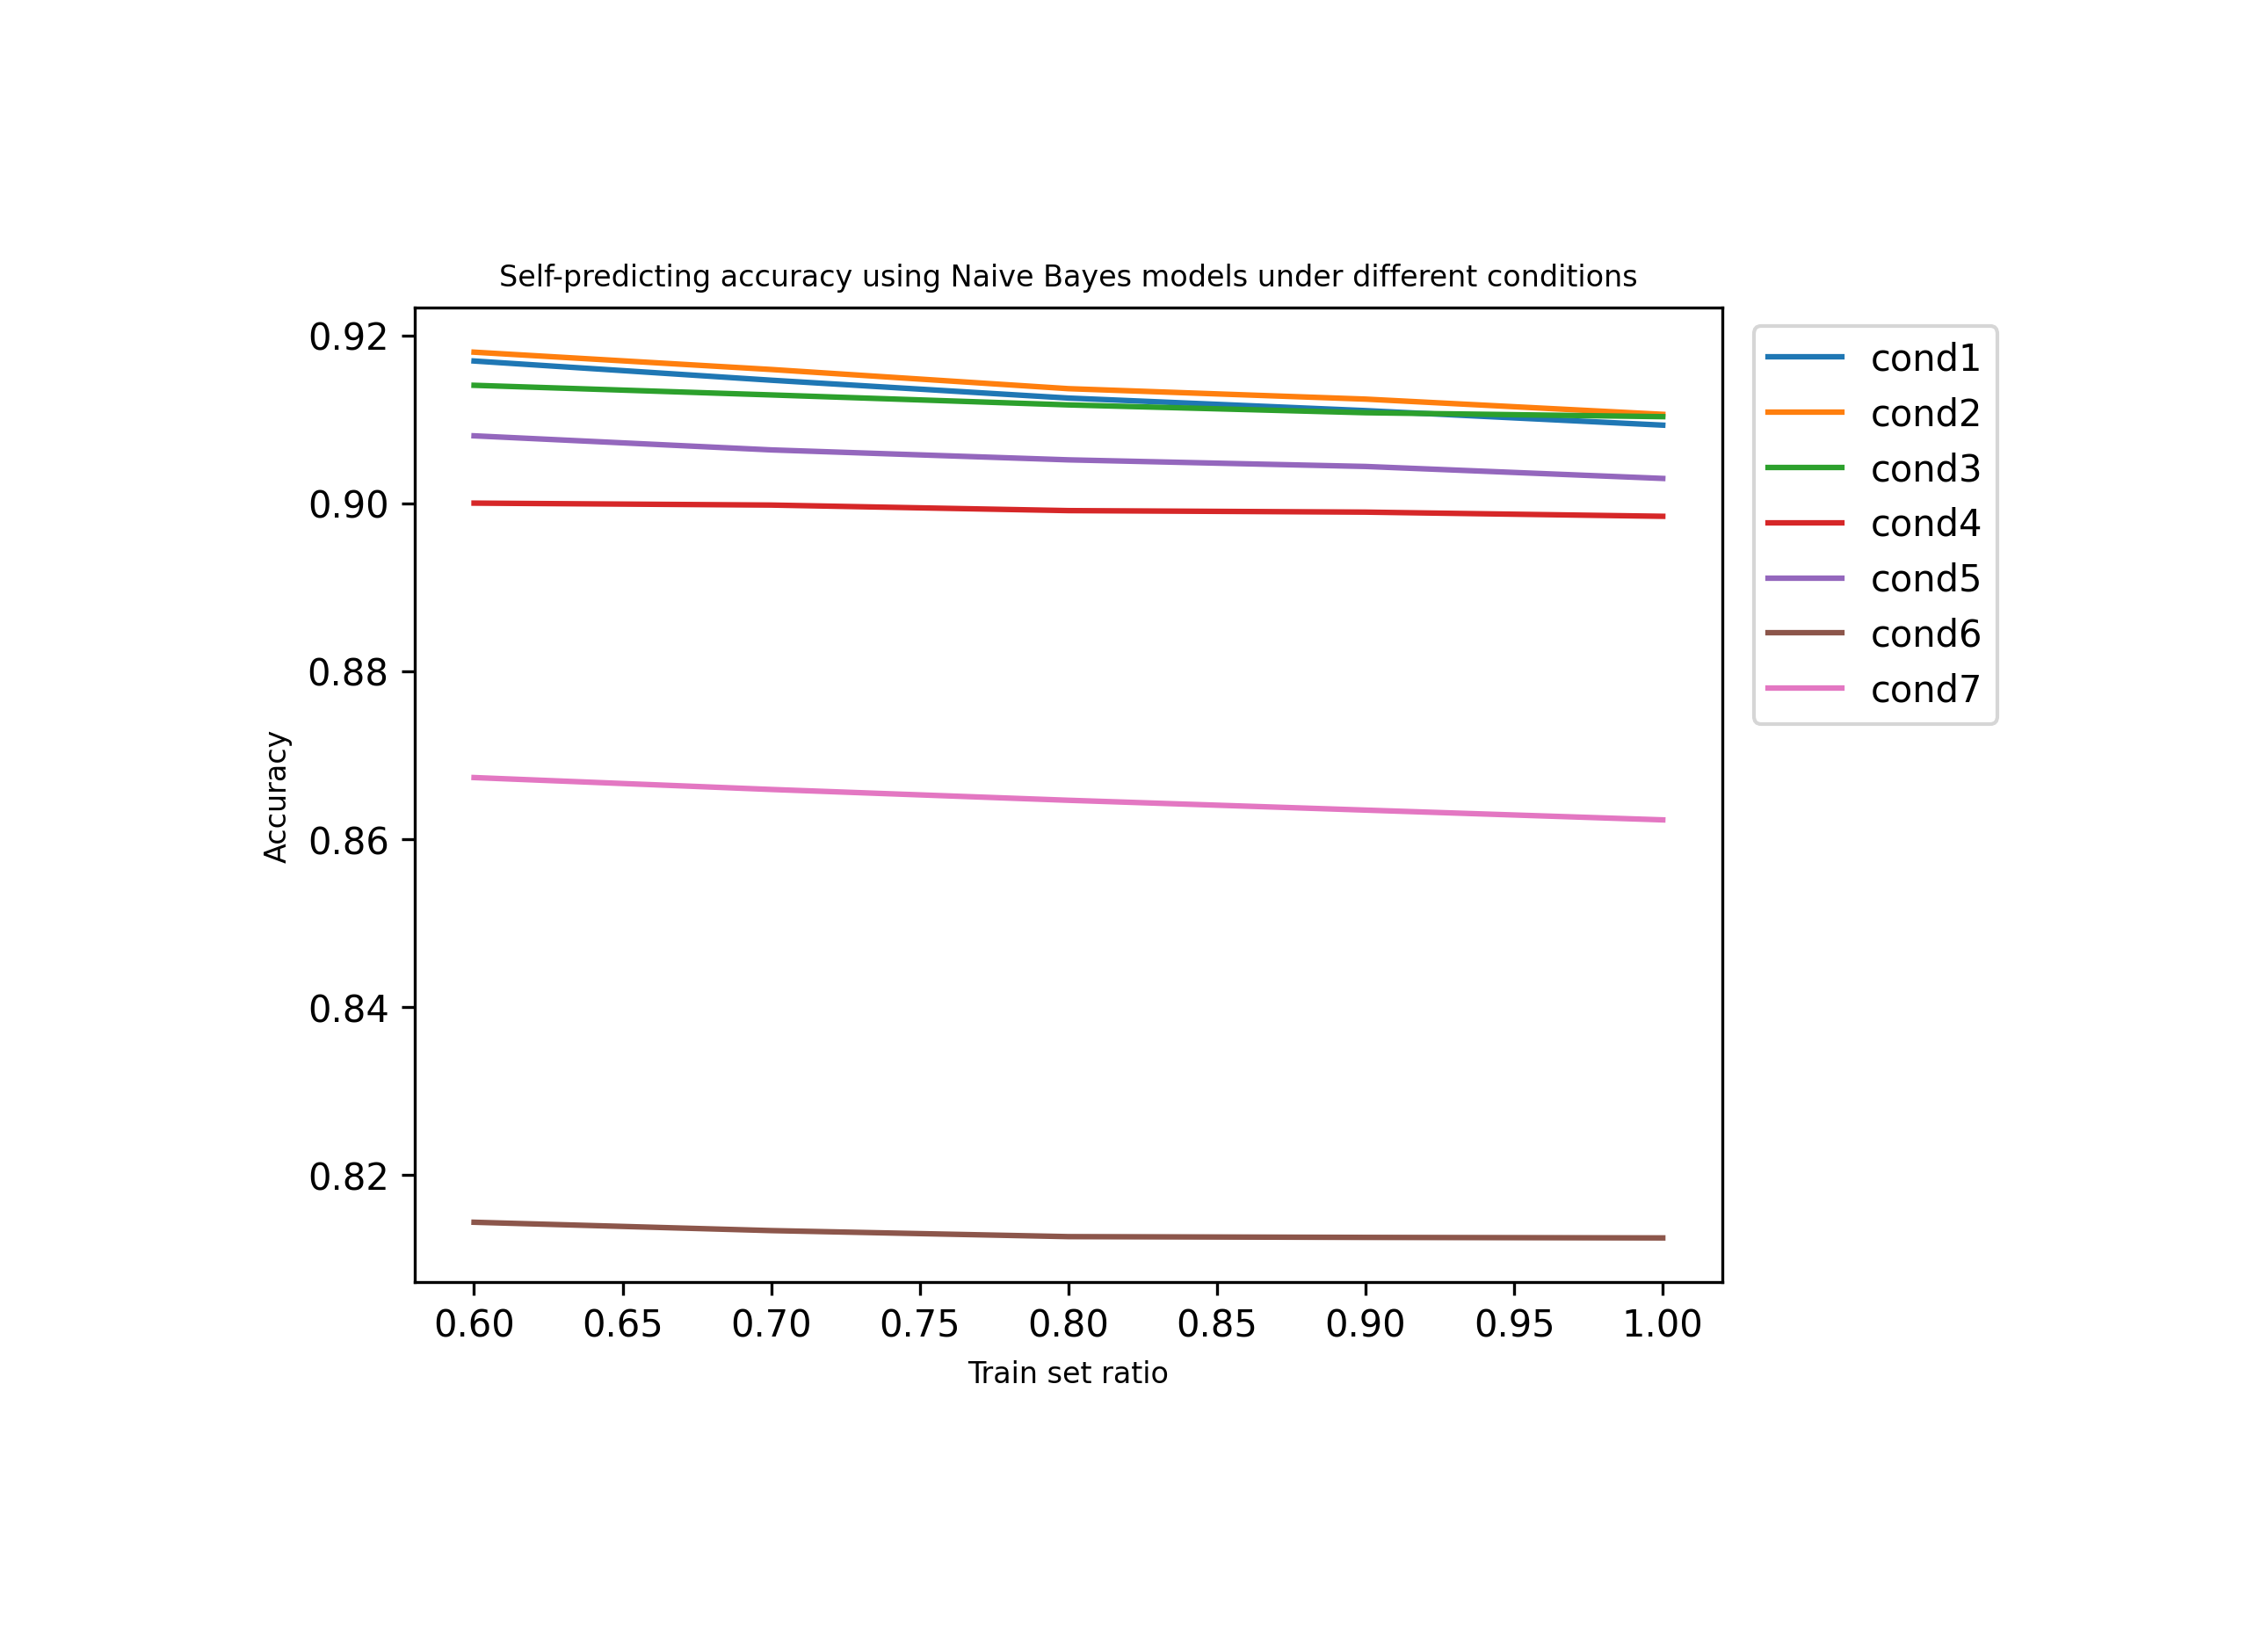 Self-predicting accuracy using Naive Bayes models under different conditions
0.92
0.90
0.88
0.86
0.84
0.82
Accuracy
0.60 0.65 0.70 0.75 0.80 0.85 0.90 0.95 1.00
Train set ratio
cond1
cond2
cond3
cond4
cond5
cond6
cond7